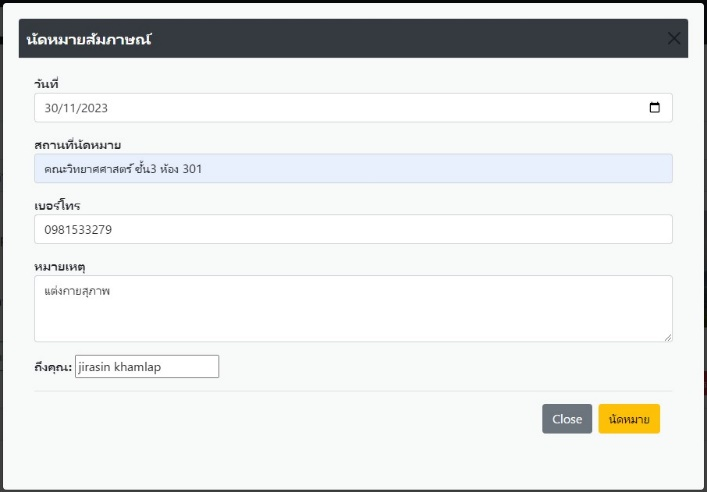 นัดหมายสัมภาษณ์
วันที่
30/11/2023
สถานที่นัดหมาย
คณะวิทยาศศาสตร์ ชั้น3 ห้อง 301
เบอร์โทร
0981533279
หมายเหตุ
แต่งกายสุภาพ
ถึงคุณ: jirasin khamlap
Close นัดหมาย